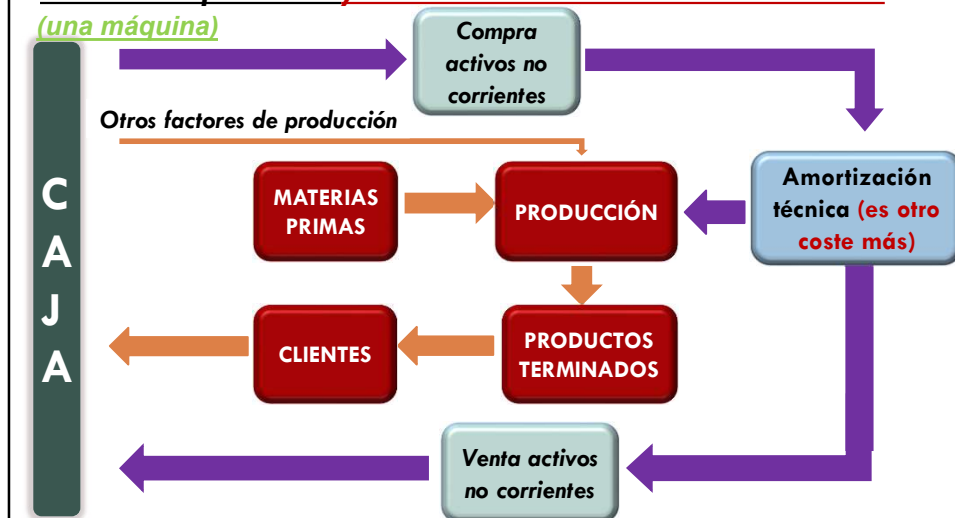 (una máquina)
Compra
activos no
corrientes
Otros factores de producción
CAJA
MATERIAS
PRIMAS
PRODUCCIÓN
Amortización
técnica (es otro
coste más)
CLIENTES
PRODUCTOS
TERMINADOS
Venta activos
no corrientes